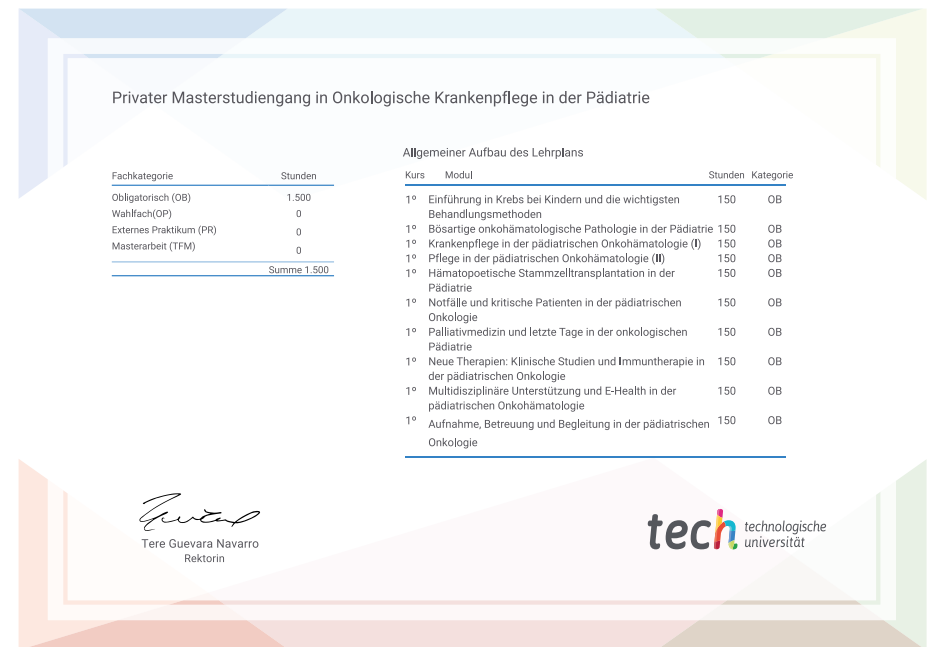 Privater Masterstudiengang in Onkologische Krankenpflege in der Pädiatrie
Fachkategorie Stunden
Obligatorisch (OB) 1.500
Wahlfach(OP) 0
Externes Praktikum (PR) 0
Masterarbeit (TFM) 0
Summe 1.500
Allgemeiner Aufbau des Lehrplans
Kurs Modul Stunden Kategorie
1º Einführung in Krebs bei Kindern und die wichtigsten 150 OB
Behandlungsmethoden
1º Bösartige onkohämatologische Pathologie in der Pädiatrie 150 OB
1º Krankenpflege in der pädiatrischen Onkohämatologie (I) 150 OB
1º Pflege in der pädiatrischen Onkohämatologie (II) 150 OB
1º Hämatopoetische Stammzelltransplantation in der 150 OB
Pädiatrie
1º Notfälle und kritische Patienten in der pädiatrischen 150 OB
Onkologie
1º Palliativmedizin und letzte Tage in der onkologischen 150 OB
Pädiatrie
1º Neue Therapien: Klinische Studien und Immuntherapie in 150 OB
der pädiatrischen Onkologie
1º Multidisziplinäre Unterstützung und E-Health in der 150 OB
pädiatrischen Onkohämatologie
1º Aufnahme, Betreuung und Begleitung in der pädiatrischen 150 OB
Onkologie
Tere Guevara Navarro
Rektorin
tech technologische
universität